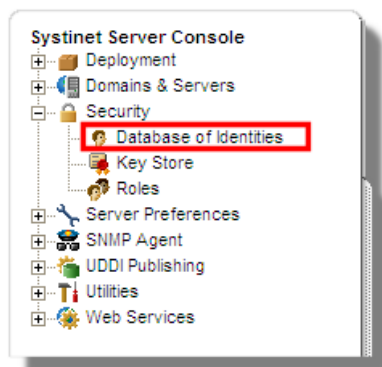 Systinet Server Console
Deployment
Domains & Servers
Security
Database of Identities
Key Store
Roles
Server Preferences
SNMP Agent
UDDI Publishing
Utilities
Web Services